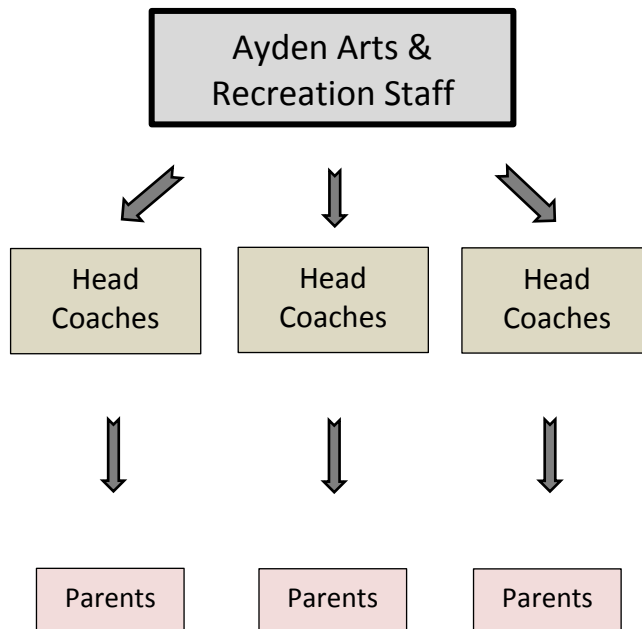 Ayden Arts &
Recreation Staff
Head
Coaches
Head
Coaches
Head
Coaches
Parents
Parents
Parents